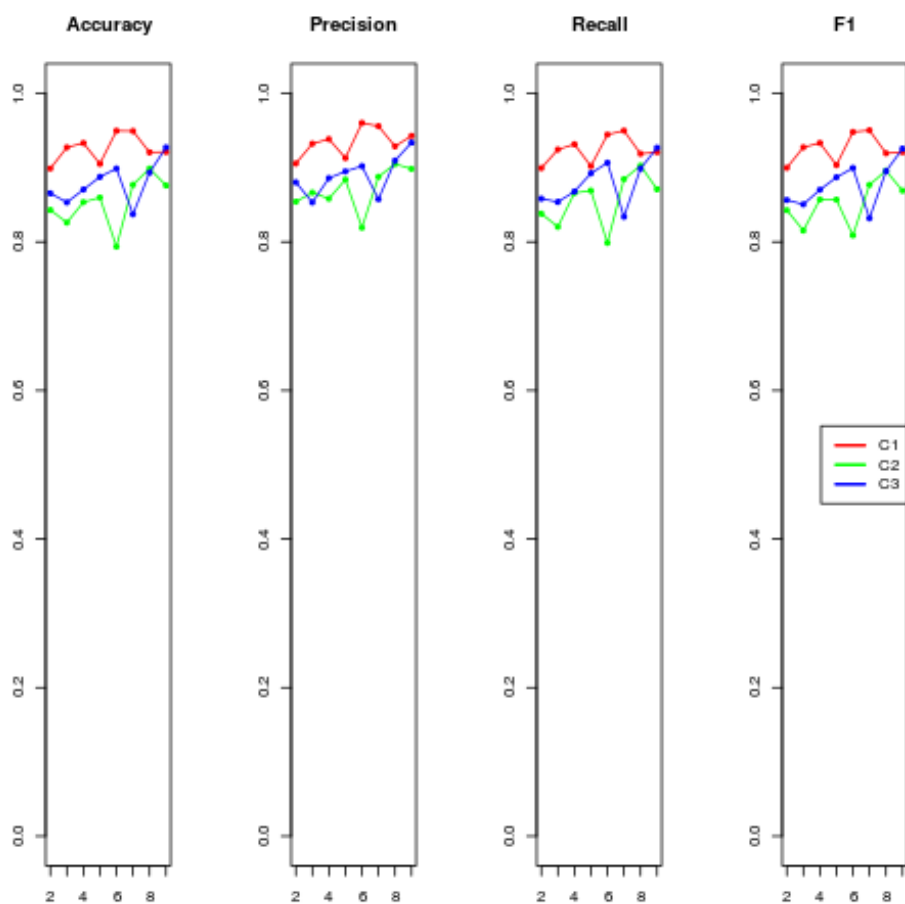 Accuracy Precision Recall F1
1.0 1.0 1.0 1.0
0.8 0.8 0.8 0.8
0.6 0.6 0.6 0.6
C1
C2
C3
0.4 0.4 0.4 0.4
0.2 0.2 0.2 0.2
0.0 0.0 0.0 0.0
2 4 6 8 2 4 6 8 2 4 6 8 2 4 6 8